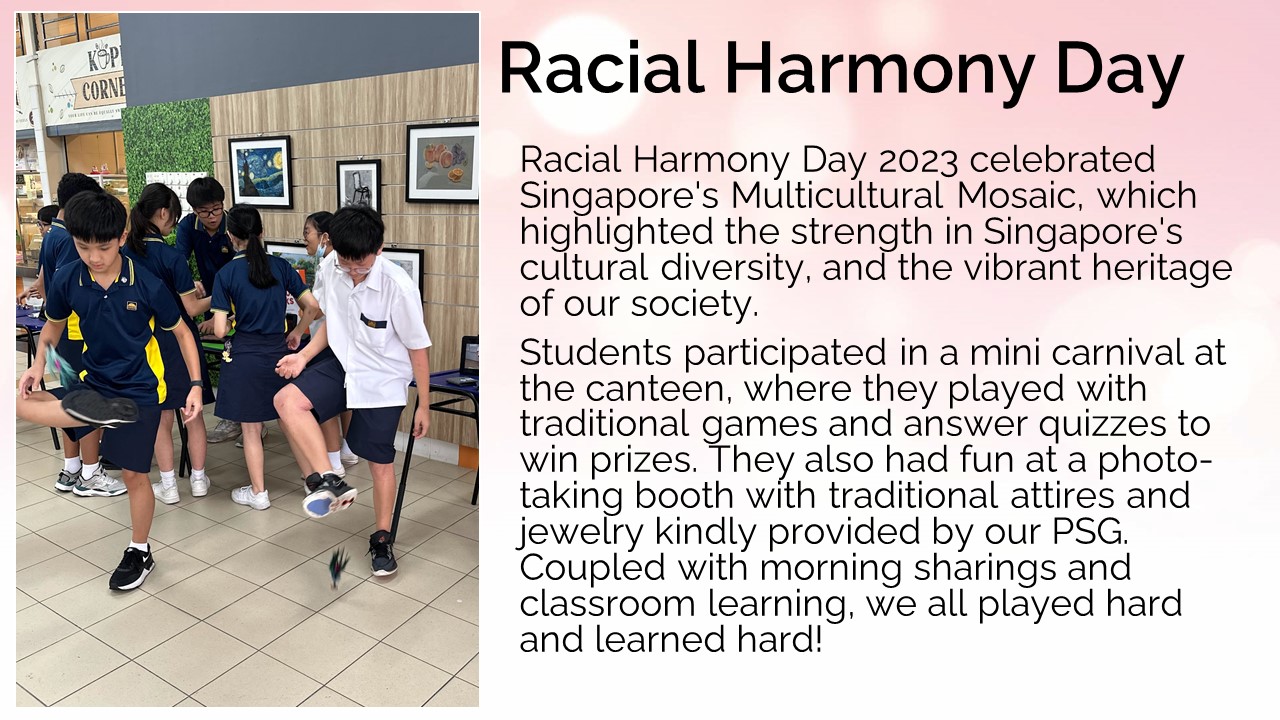 KOPI
CORNE
Racial Harmony Day
Racial Harmony Day 2023 celebrated
Singapore's Multicultural Mosaic, which
highlighted the strength in Singapore's
cultural diversity, and the vibrant heritage
of our society.
Students participated in a mini carnival at
the canteen, where they played with
traditional games and answer quizzes to
win prizes. They also had fun at a photo-
taking booth with traditional attires and
jewelry kindly provided by our PSG.
Coupled with morning sharings and
classroom learning, we all played hard
and learned hard!